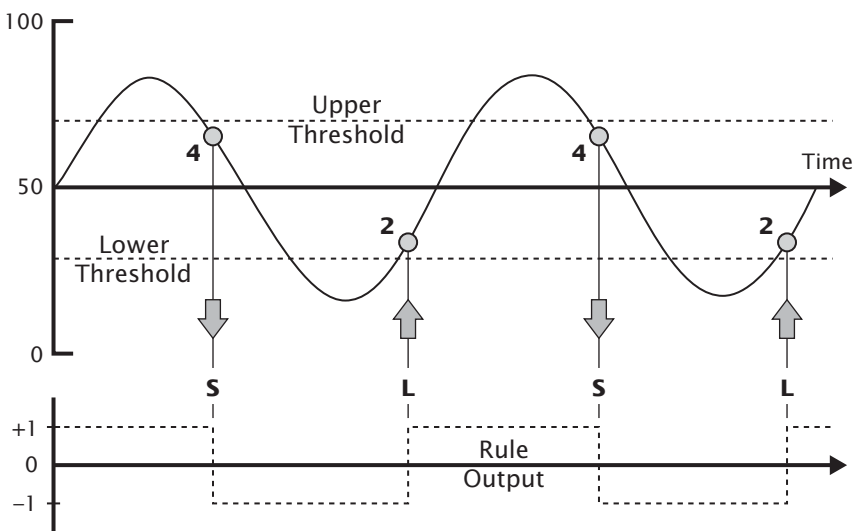 100
Upper
Threshold
4
4
Time
50
2
2
Lower
Threshold
0
S
L
S
L
+1
0
Rule
Output
−1